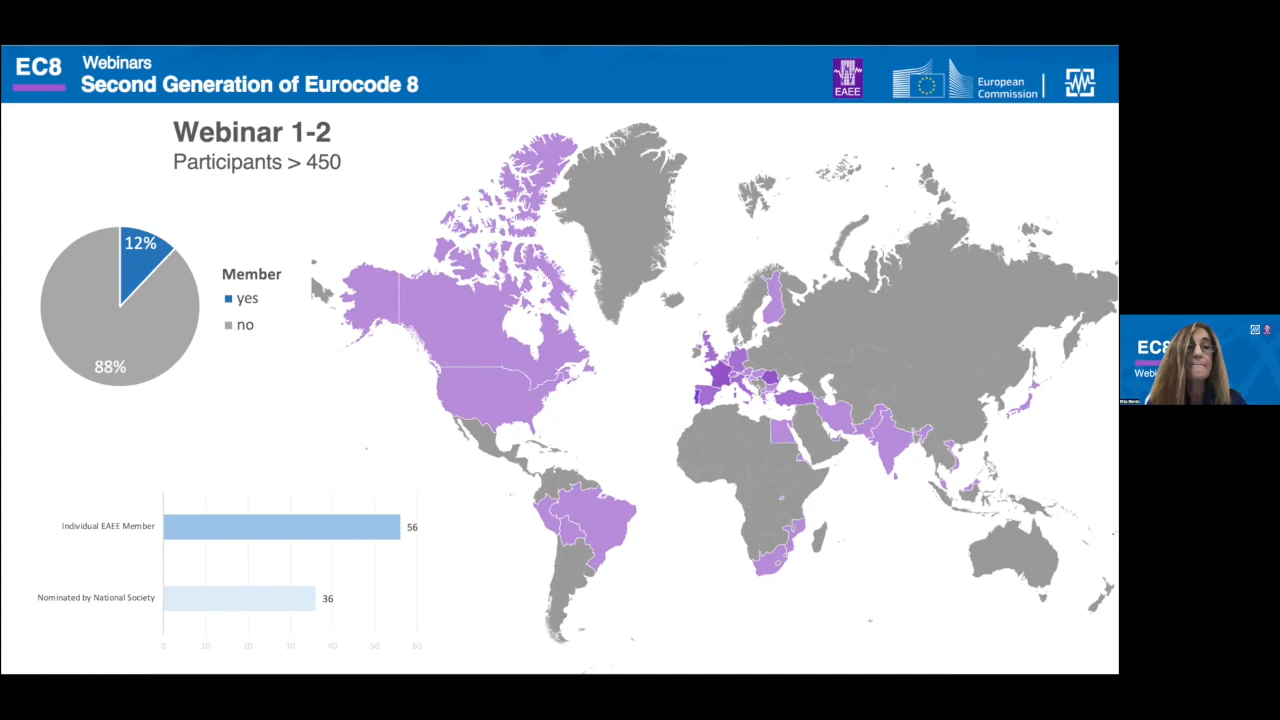 EC8
Webinars
Second Generation of Eurocode 8
EAEE
European
Commission
Webinar 1-2
Participants > 450
12%
88%
Member
yes
no
Individual EAEE Member
56
Nominated by National Society
36
0 10 20 30 40 50 60
EC8